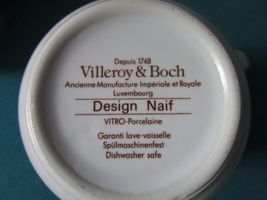 Depuis 1748
Villeroy & Boch
Ancienne Manufacture Impériale et Royale
Luxembourg
Design Naif
VITRO-Porcelaine
Garanti lave-vaisselle
Spülmaschinenfest
Dishwasher safe